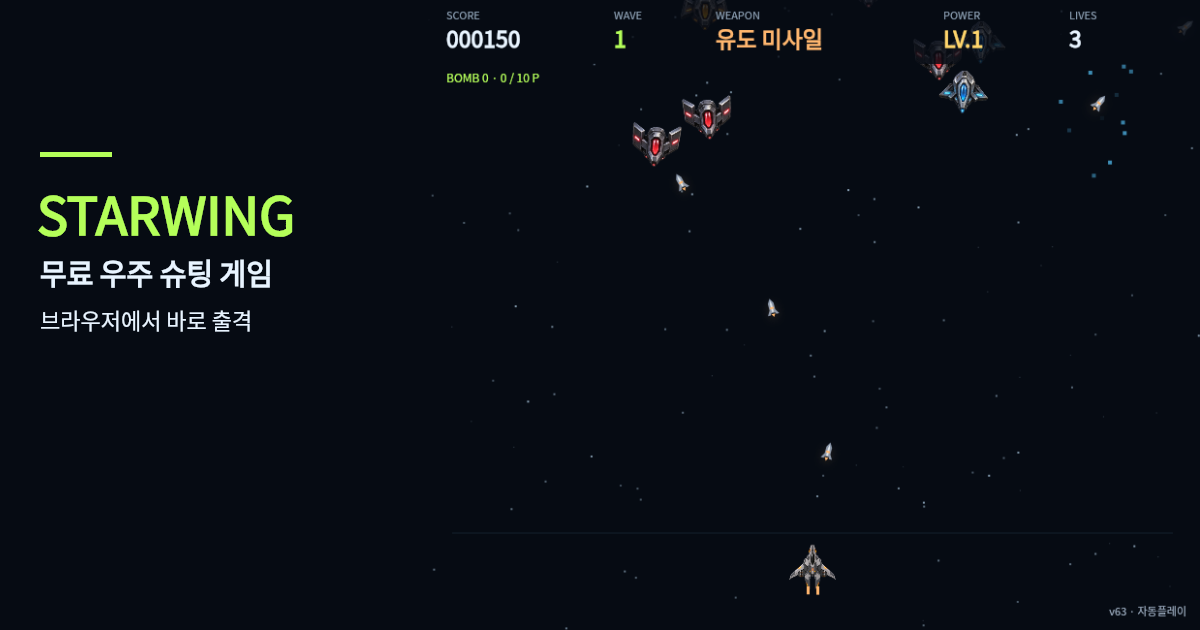 STARWING
무료 우주 슈팅 게임
브라우저에서 바로 출격
SCORE WAVE WEAPON POWER LIVES
000150 1 유도 미사일 LV.1 3
BOMB 0 · 0 / 10 P
v63 · 자동플레이